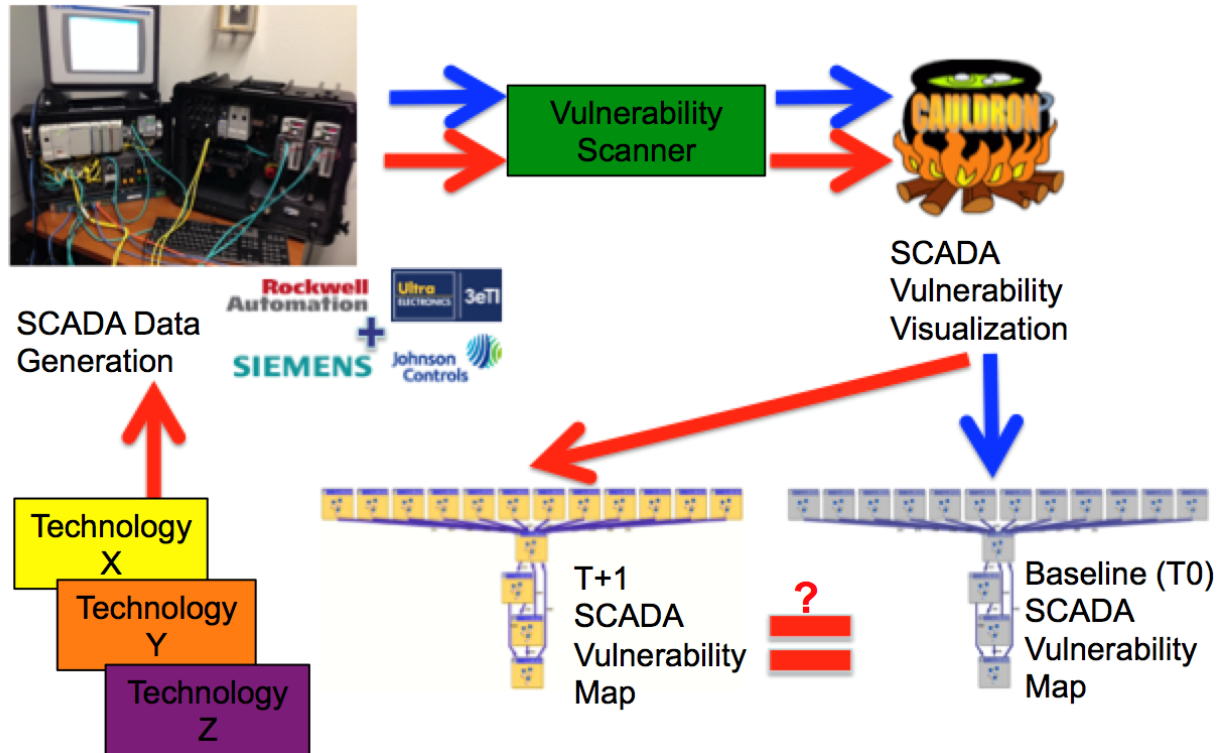 Vulnerability
Scanner
CAULDRON
SCADA
Vulnerability
Visualization
SCADA Data
Generation
Rockwell
Automation
+
SIEMENS
Ultra
ELECTRONICS
3eTI
Johnson
Controls
Technology
X
Technology
Y
Technology
Z
T+1
SCADA
Vulnerability
Map
?
=
Baseline (T0)
SCADA
Vulnerability
Map